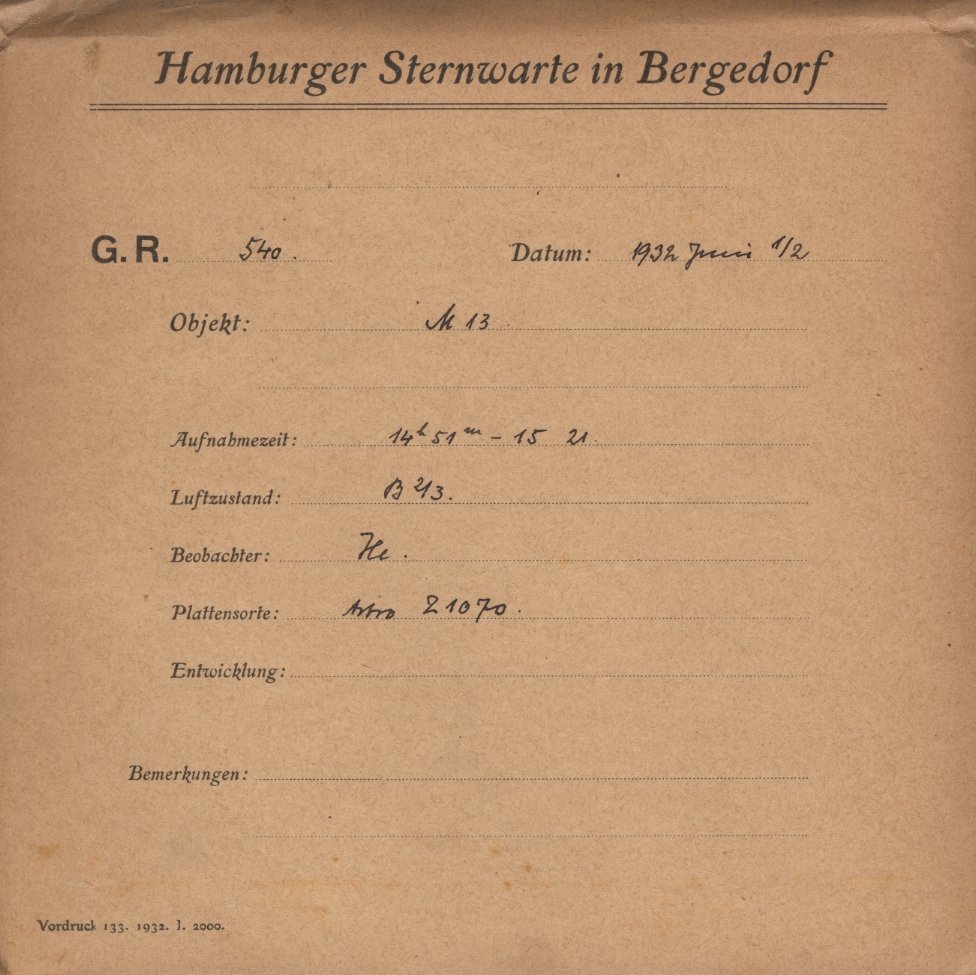 Hamburger Sternwarte in Bergedorf
G. R. 540. Datum: 1932 Juni 1/2
Objekt: M 13
Aufnahmezeit: 14h 51m - 15 21
Luftzustand: B 2/3.
Beobachter: He.
Plattensorte: Astro Z 1070.
Entwicklung:
Bemerkungen:
Vordruck 133. 1932. I. 2000.